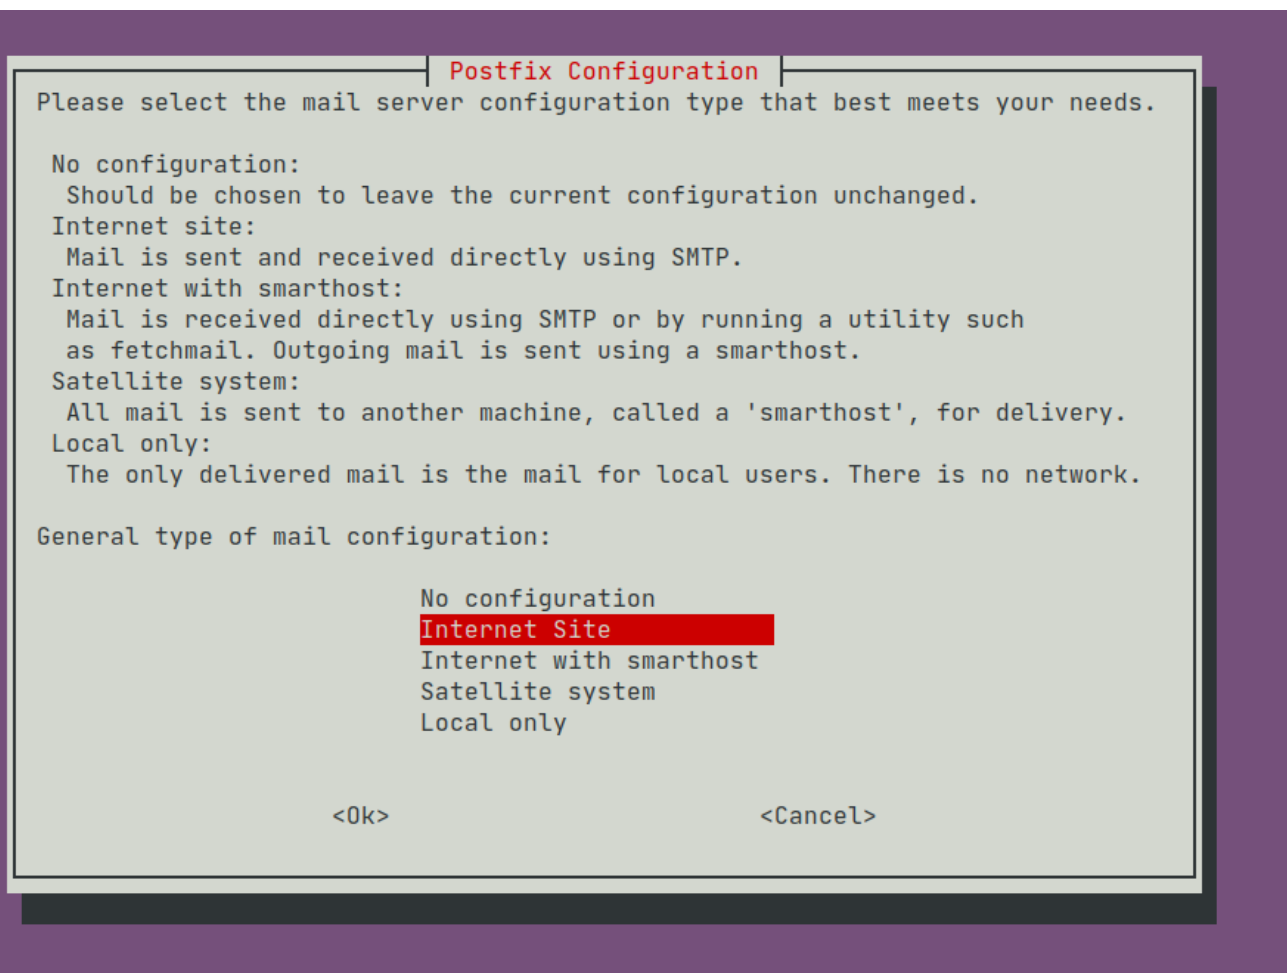 Postfix Configuration
Please select the mail server configuration type that best meets your needs.
No configuration:
Should be chosen to leave the current configuration unchanged.
Internet site:
Mail is sent and received directly using SMTP.
Internet with smarthost:
Mail is received directly using SMTP or by running a utility such
as fetchmail. Outgoing mail is sent using a smarthost.
Satellite system:
All mail is sent to another machine, called a 'smarthost', for delivery.
Local only:
The only delivered mail is the mail for local users. There is no network.
General type of mail configuration:
No configuration
Internet Site
Internet with smarthost
Satellite system
Local only
<Ok> <Cancel>